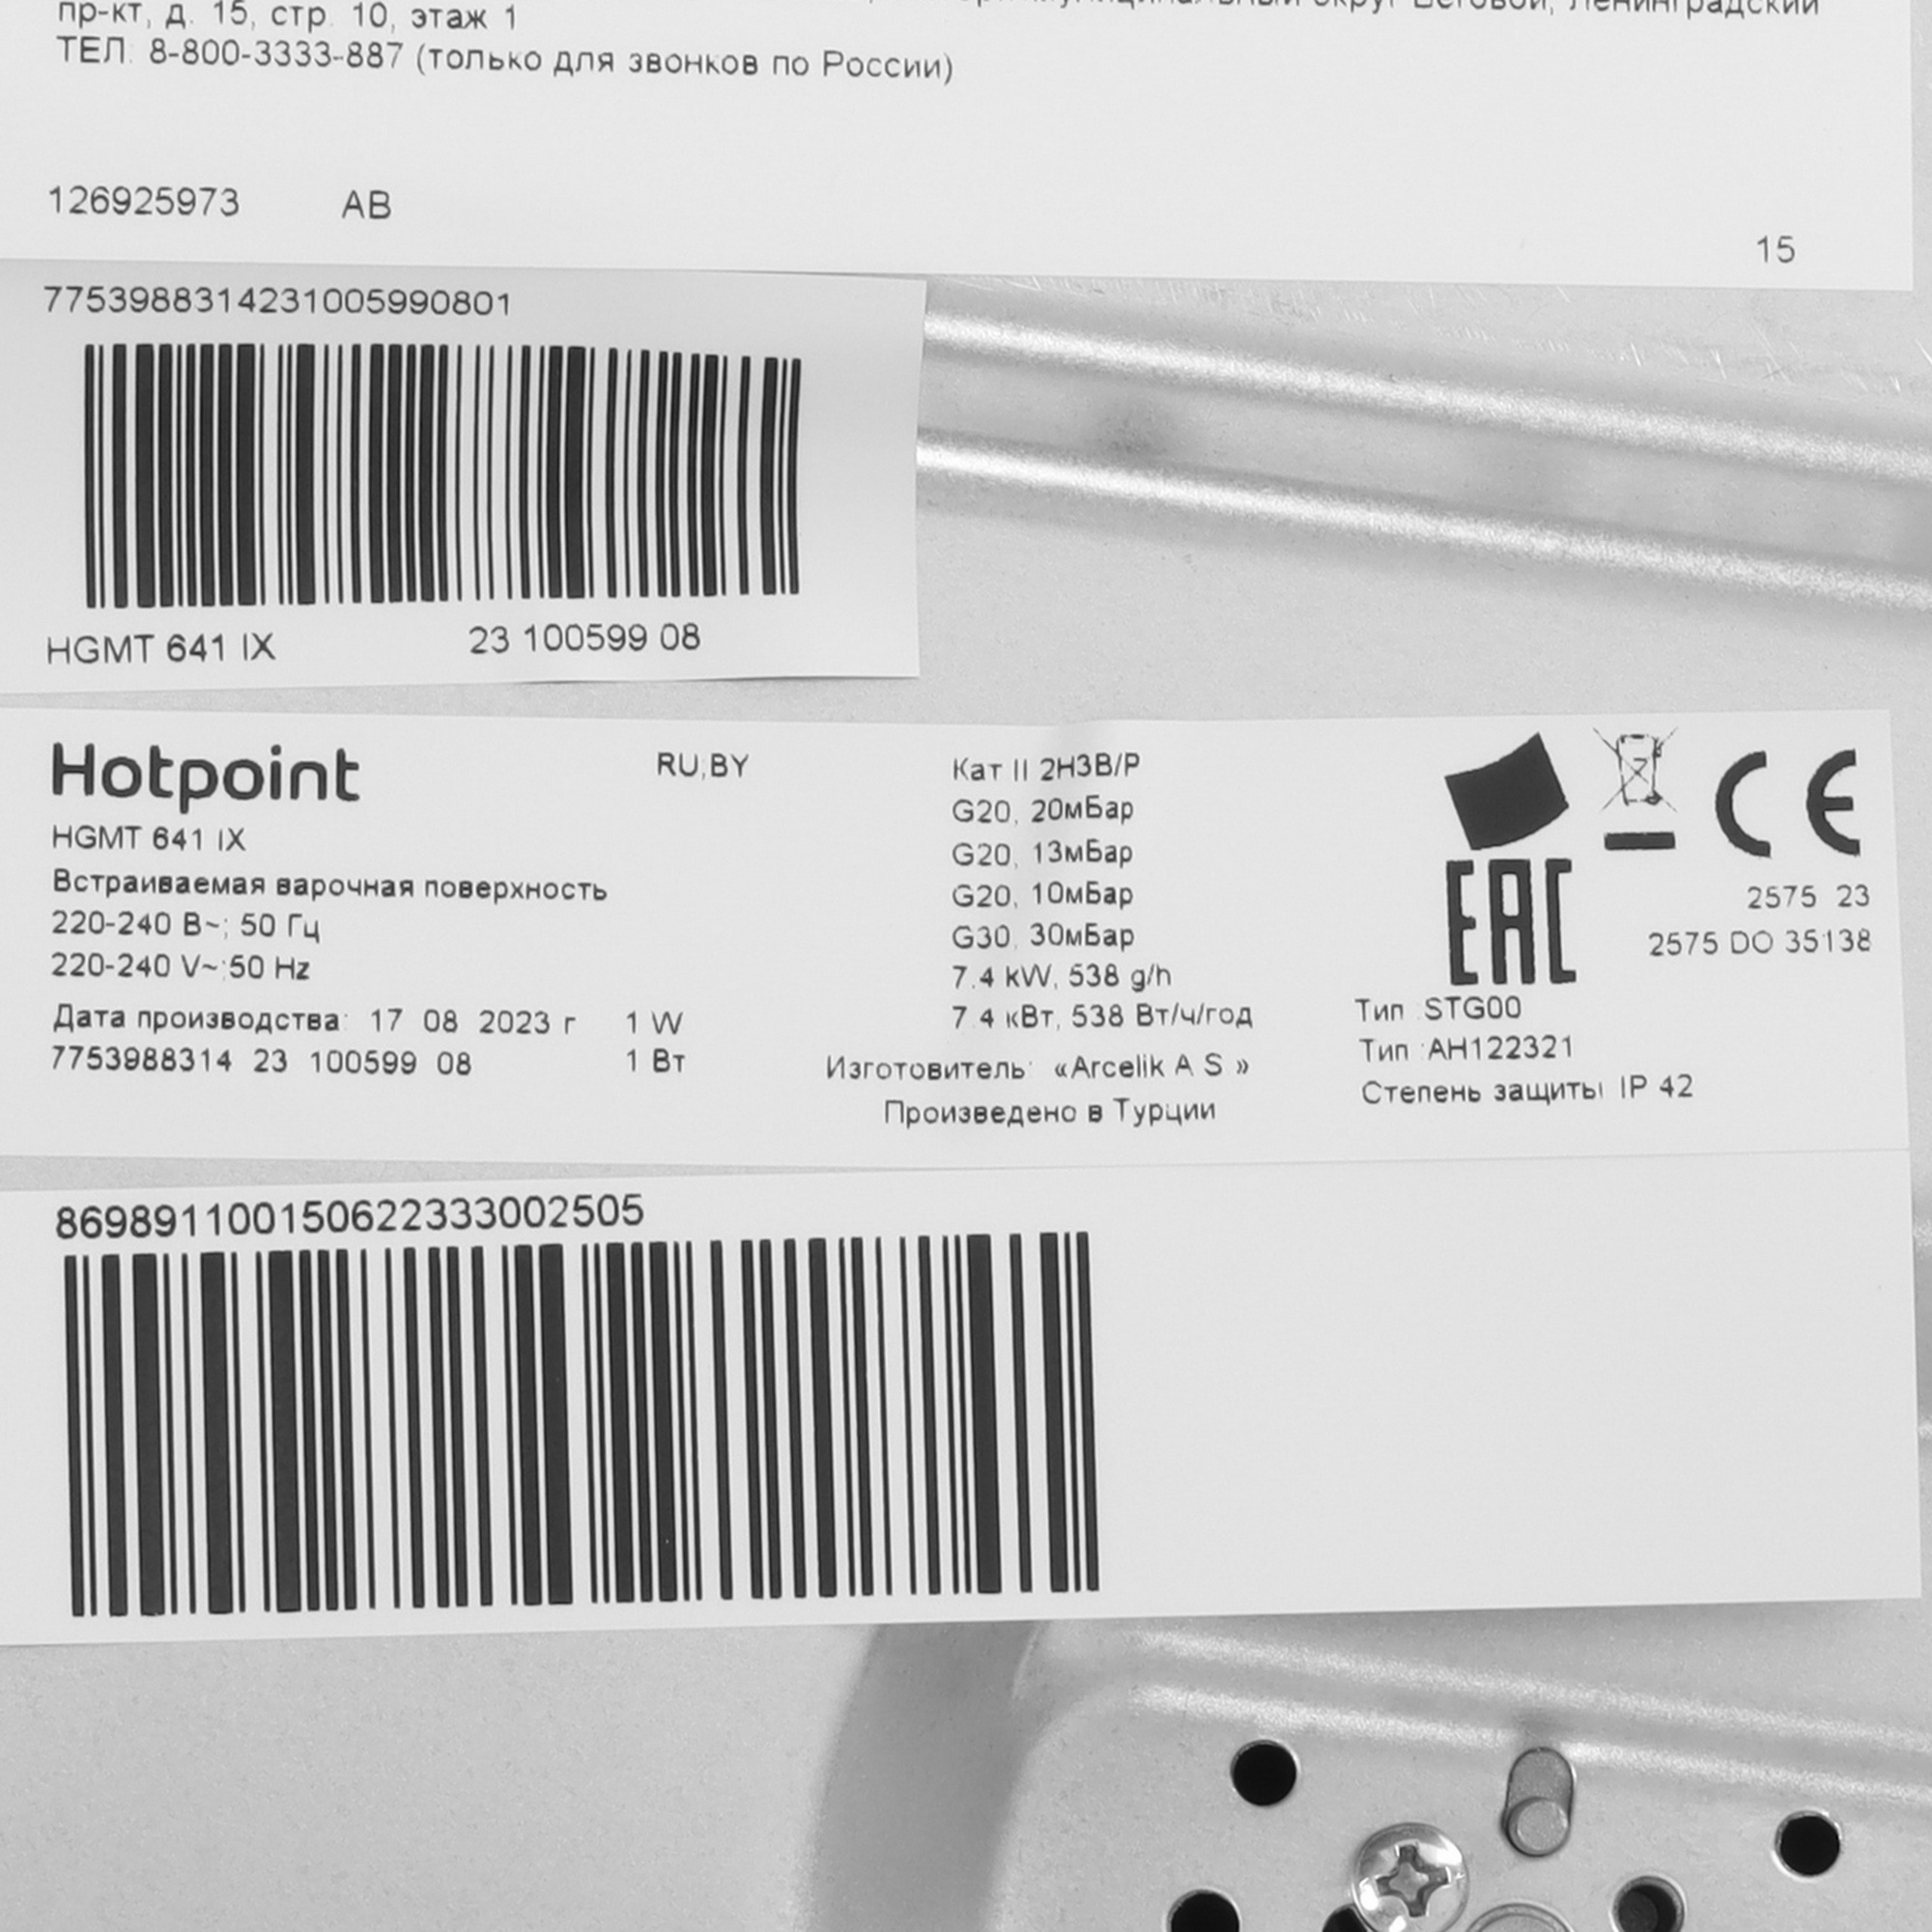 пр-кт, д. 15, стр. 10, этаж 1
Ленинградский
ТЕЛ: 8-800-3333-887 (только для звонков по России)
126925973 AB
15
7753988314231005990801
HGMT 641 IX 23 100599 08
Hotpoint
RU;BY
HGMT 641 IX
Встраиваемая варочная поверхность
220-240 В~; 50 Гц
220-240 V~;50 Hz
Дата производства: 17 08 2023 г 1 W
7753988314 23 100599 08 1 Вт
Кат II 2H3B/P
G20, 20мБар
G20, 13мБар
G20, 10мБар
G30, 30мБар
7.4 kW, 538 g/h
7.4 кВт, 538 Вт/ч/год
Изготовитель: «Arcelik A S »
Произведено в Турции
CE
EAC
2575 23
2575 DO 35138
Тип :STG00
Тип :AH122321
Степень защиты IP 42
869891100150622333002505